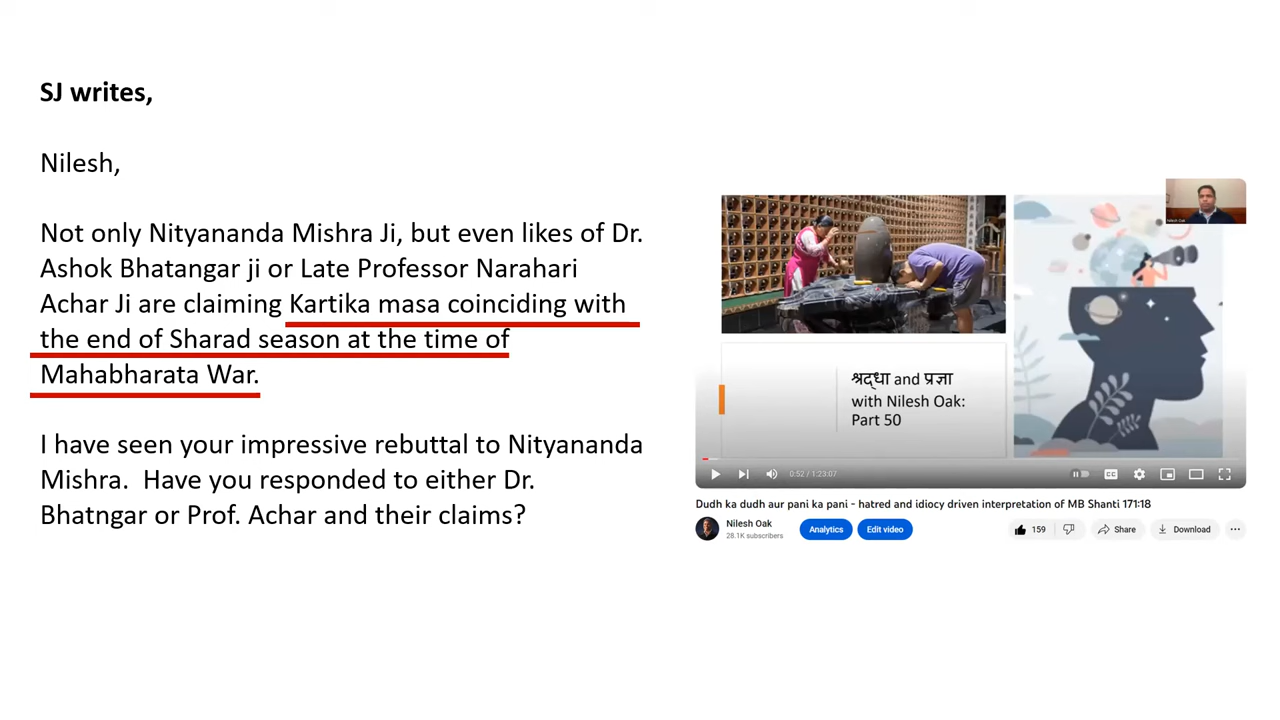 SJ writes,
Nilesh,
Not only Nityananda Mishra Ji, but even likes of Dr.
Ashok Bhatangar ji or Late Professor Narahari
Achar Ji are claiming Kartika masa coinciding with
the end of Sharad season at the time of
Mahabharata War.
I have seen your impressive rebuttal to Nityananda
Mishra.  Have you responded to either Dr.
Bhatngar or Prof. Achar and their claims?
Nilesh Oak
श्रद्धा and प्रज्ञा
with Nilesh Oak:
Part 50
0:52 / 1:23:07
Dudh ka dudh aur pani ka pani - hatred and idiocy driven interpretation of MB Shanti 171:18
Nilesh Oak
28.1K subscribers
Analytics
Edit video
159
Share
Download